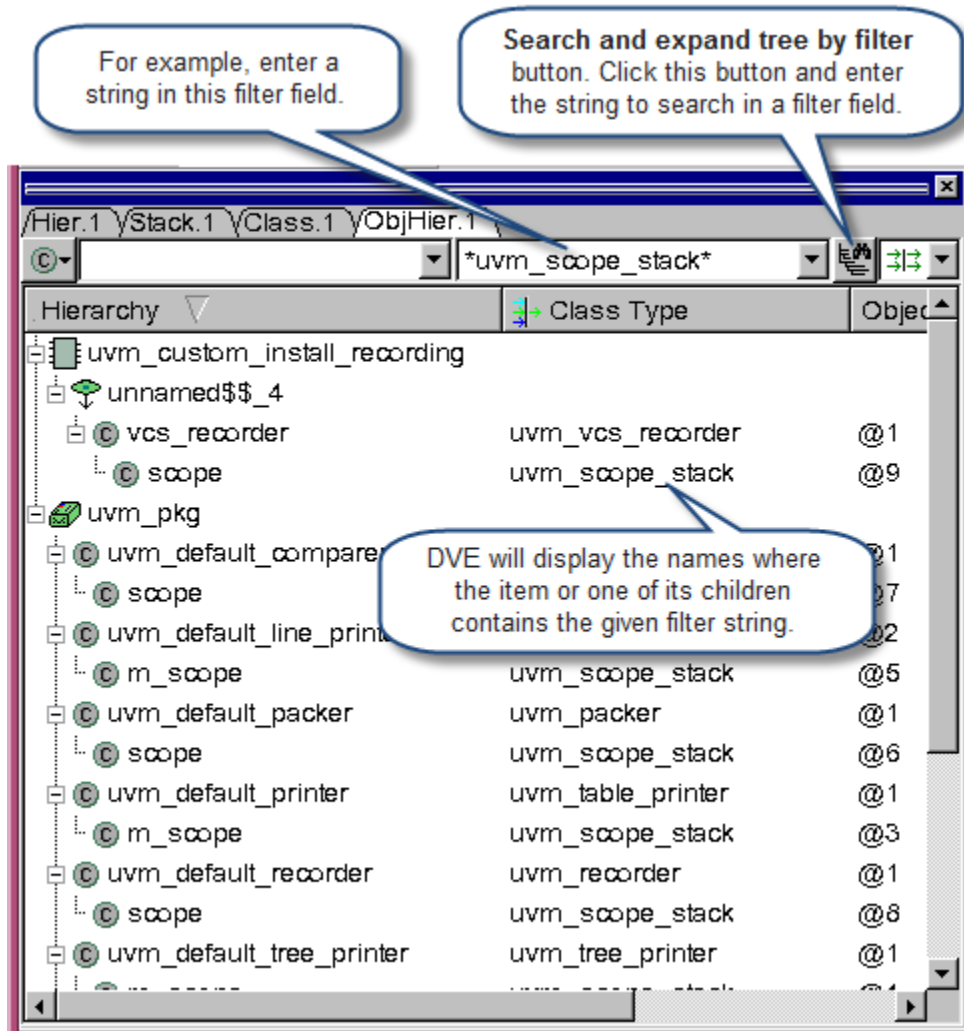 For example, enter a
string in this filter field.
Search and expand tree by filter
button. Click this button and enter
the string to search in a filter field.
Hier.1 Stack.1 Class.1 ObjHier.1
C *uvm_scope_stack*
Hierarchy Class Type Objec
uvm_custom_install_recording
unnamed$$_4
C vcs_recorder uvm_vcs_recorder @1
C scope uvm_scope_stack @9
uvm_pkg
C uvm_default_comparer @1
C scope @7
C uvm_default_line_print @2
DVE will display the names where
the item or one of its children
contains the given filter string.
C m_scope uvm_scope_stack @5
C uvm_default_packer uvm_packer @1
C scope uvm_scope_stack @6
C uvm_default_printer uvm_table_printer @1
C m_scope uvm_scope_stack @3
C uvm_default_recorder uvm_recorder @1
C scope uvm_scope_stack @8
C uvm_default_tree_printer uvm_tree_printer @1